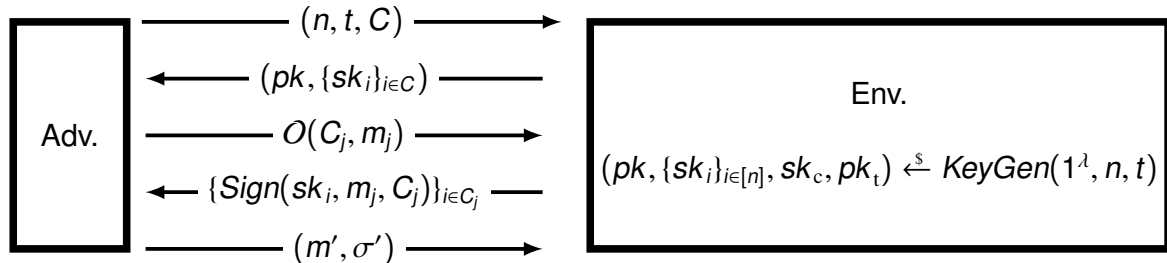 (n, t, C)
(pk, {sk_i}_{i∈C})
Env.
Adv.
O(C_j, m_j)
(pk, {sk_i}_{i∈[n]}, sk_c, pk_t) ←$ KeyGen(1^λ, n, t)
{Sign(sk_i, m_j, C_j)}_{i∈C_j}
(m′, σ′)